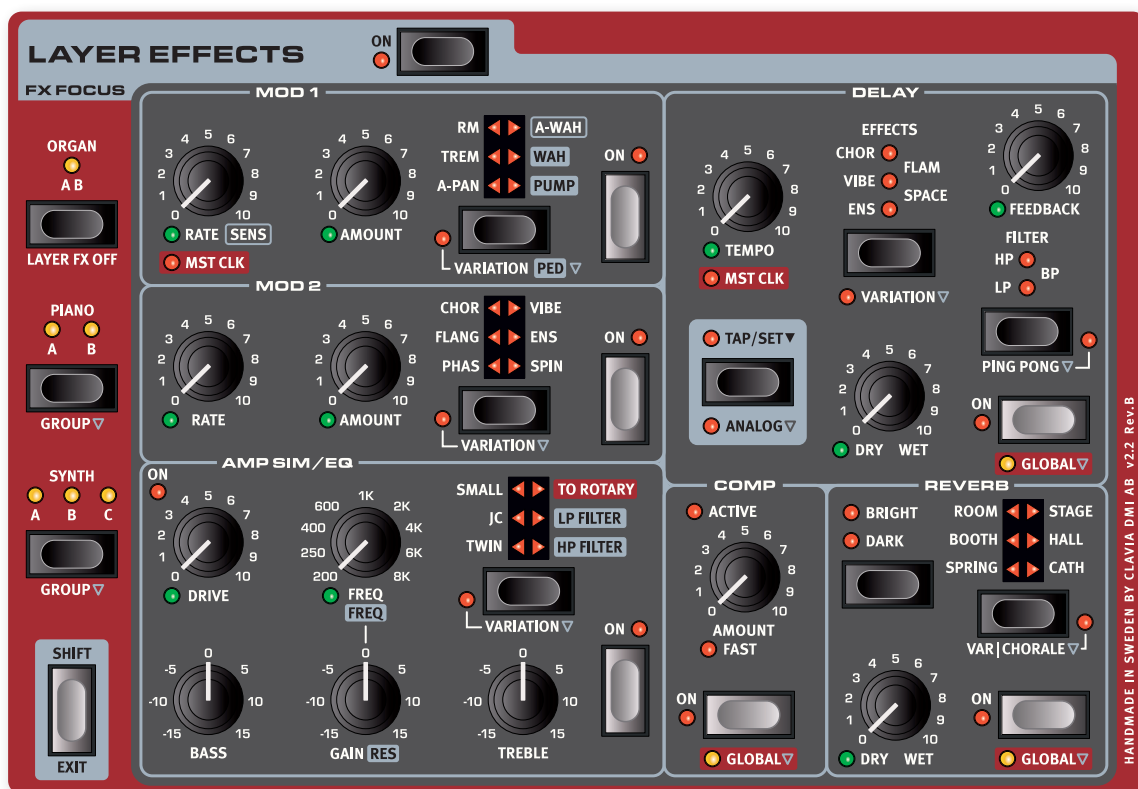 LAYER EFFECTS
ON
FX FOCUS
ORGAN
A B
LAYER FX OFF
PIANO
A B
GROUP ▽
SYNTH
A B C
GROUP ▽
SHIFT
EXIT
MOD 1
0 1 2 3 4 5 6 7 8 9 10
RATE SENS
MST CLK
0 1 2 3 4 5 6 7 8 9 10
AMOUNT
RM A-WAH
TREM WAH
A-PAN PUMP
VARIATION PED ▽
ON
MOD 2
0 1 2 3 4 5 6 7 8 9 10
RATE
0 1 2 3 4 5 6 7 8 9 10
AMOUNT
CHOR VIBE
FLANG ENS
PHAS SPIN
VARIATION ▽
ON
AMP SIM/EQ
ON
0 1 2 3 4 5 6 7 8 9 10
DRIVE
200 250 400 600 1K 2K 4K 6K 8K
FREQ
FREQ
SMALL TO ROTARY
JC LP FILTER
TWIN HP FILTER
VARIATION ▽
ON
-15 -10 -5 0 5 10 15
BASS
-15 -10 -5 0 5 10 15
GAIN RES
-15 -10 -5 0 5 10 15
TREBLE
DELAY
0 1 2 3 4 5 6 7 8 9 10
TEMPO
MST CLK
EFFECTS
CHOR
FLAM
VIBE
SPACE
ENS
VARIATION ▽
0 1 2 3 4 5 6 7 8 9 10
FEEDBACK
FILTER
HP
BP
LP
PING PONG ▽
TAP/SET ▼
ANALOG ▽
0 1 2 3 4 5 6 7 8 9 10
DRY WET
ON
GLOBAL ▽
COMP
ACTIVE
0 1 2 3 4 5 6 7 8 9 10
AMOUNT
FAST
ON
GLOBAL ▽
REVERB
BRIGHT
DARK
ROOM STAGE
BOOTH HALL
SPRING CATH
VAR|CHORALE ▽
0 1 2 3 4 5 6 7 8 9 10
DRY WET
ON
GLOBAL ▽
HANDMADE IN SWEDEN BY CLAVIA DMI AB v2.2 Rev.B